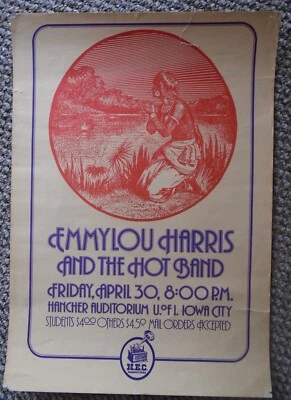 EMMYLOU HARRIS
AND THE HOT BAND
FRIDAY, APRIL 30, 8:00 P.M.
HANCHER AUDITORIUM U. OF I. IOWA CITY
STUDENTS $4.00 OTHERS $4.50 MAIL ORDERS ACCEPTED
H.E.C.